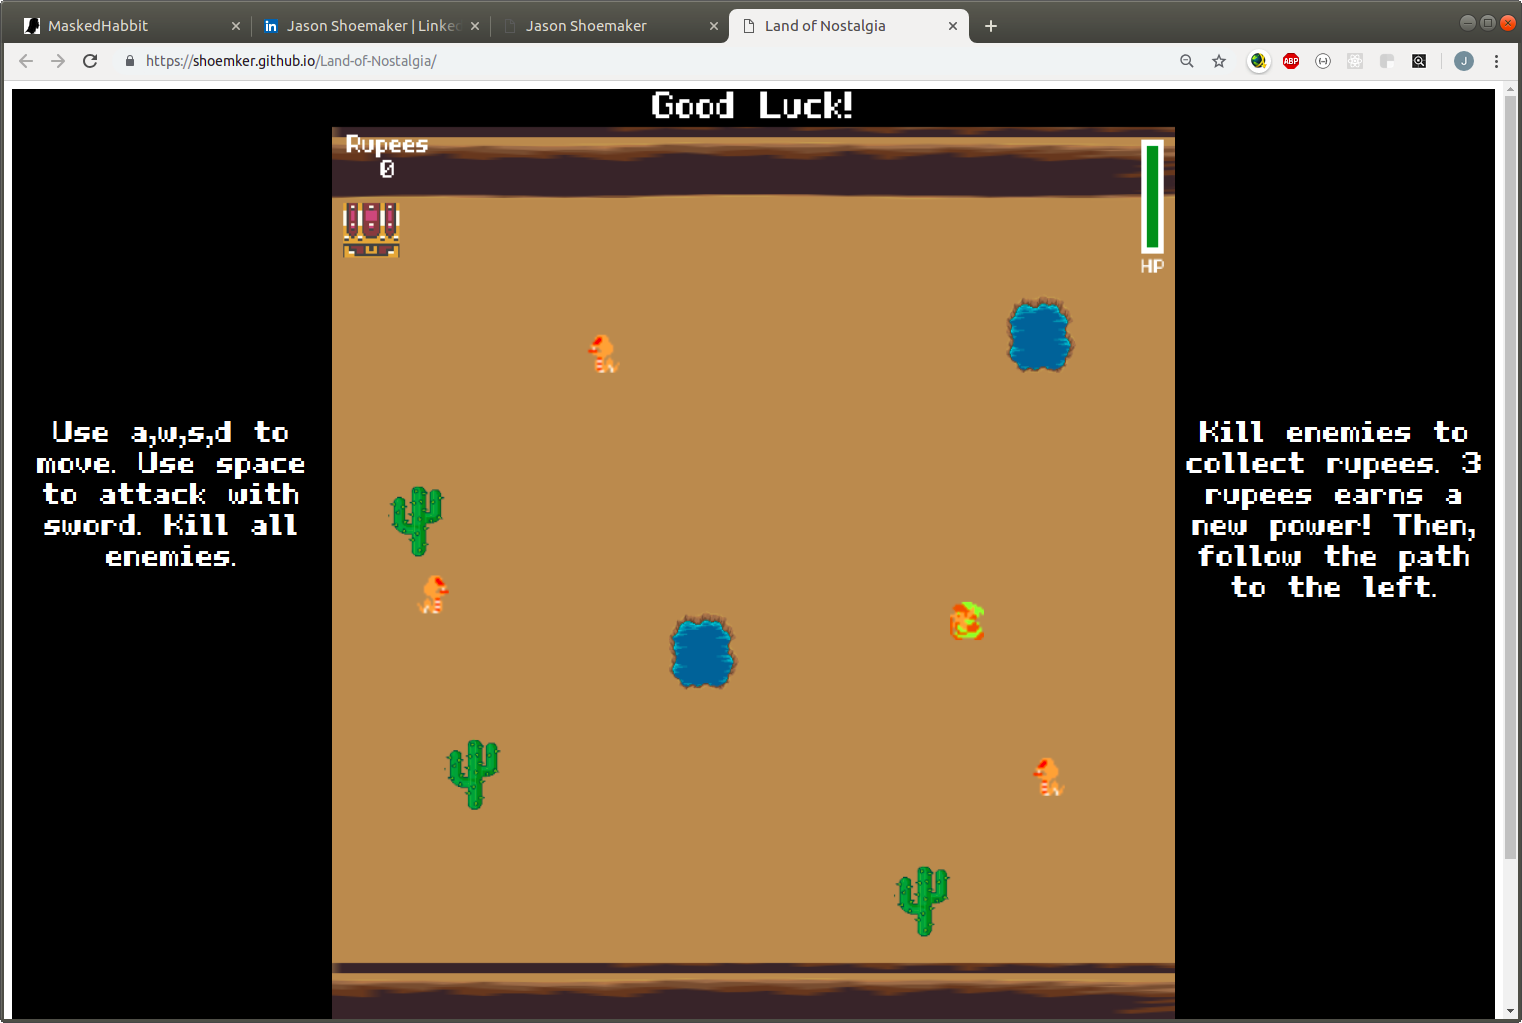 MaskedHabbit
Jason Shoemaker | Linked
Jason Shoemaker
Land of Nostalgia
https://shoemker.github.io/Land-of-Nostalgia/
ABP
J
Good Luck!
Rupees
0
HP
Use a,w,s,d to
move. Use space
to attack with
sword. Kill all
enemies.
Kill enemies to
collect rupees. 3
rupees earns a
new power! Then,
follow the path
to the left.